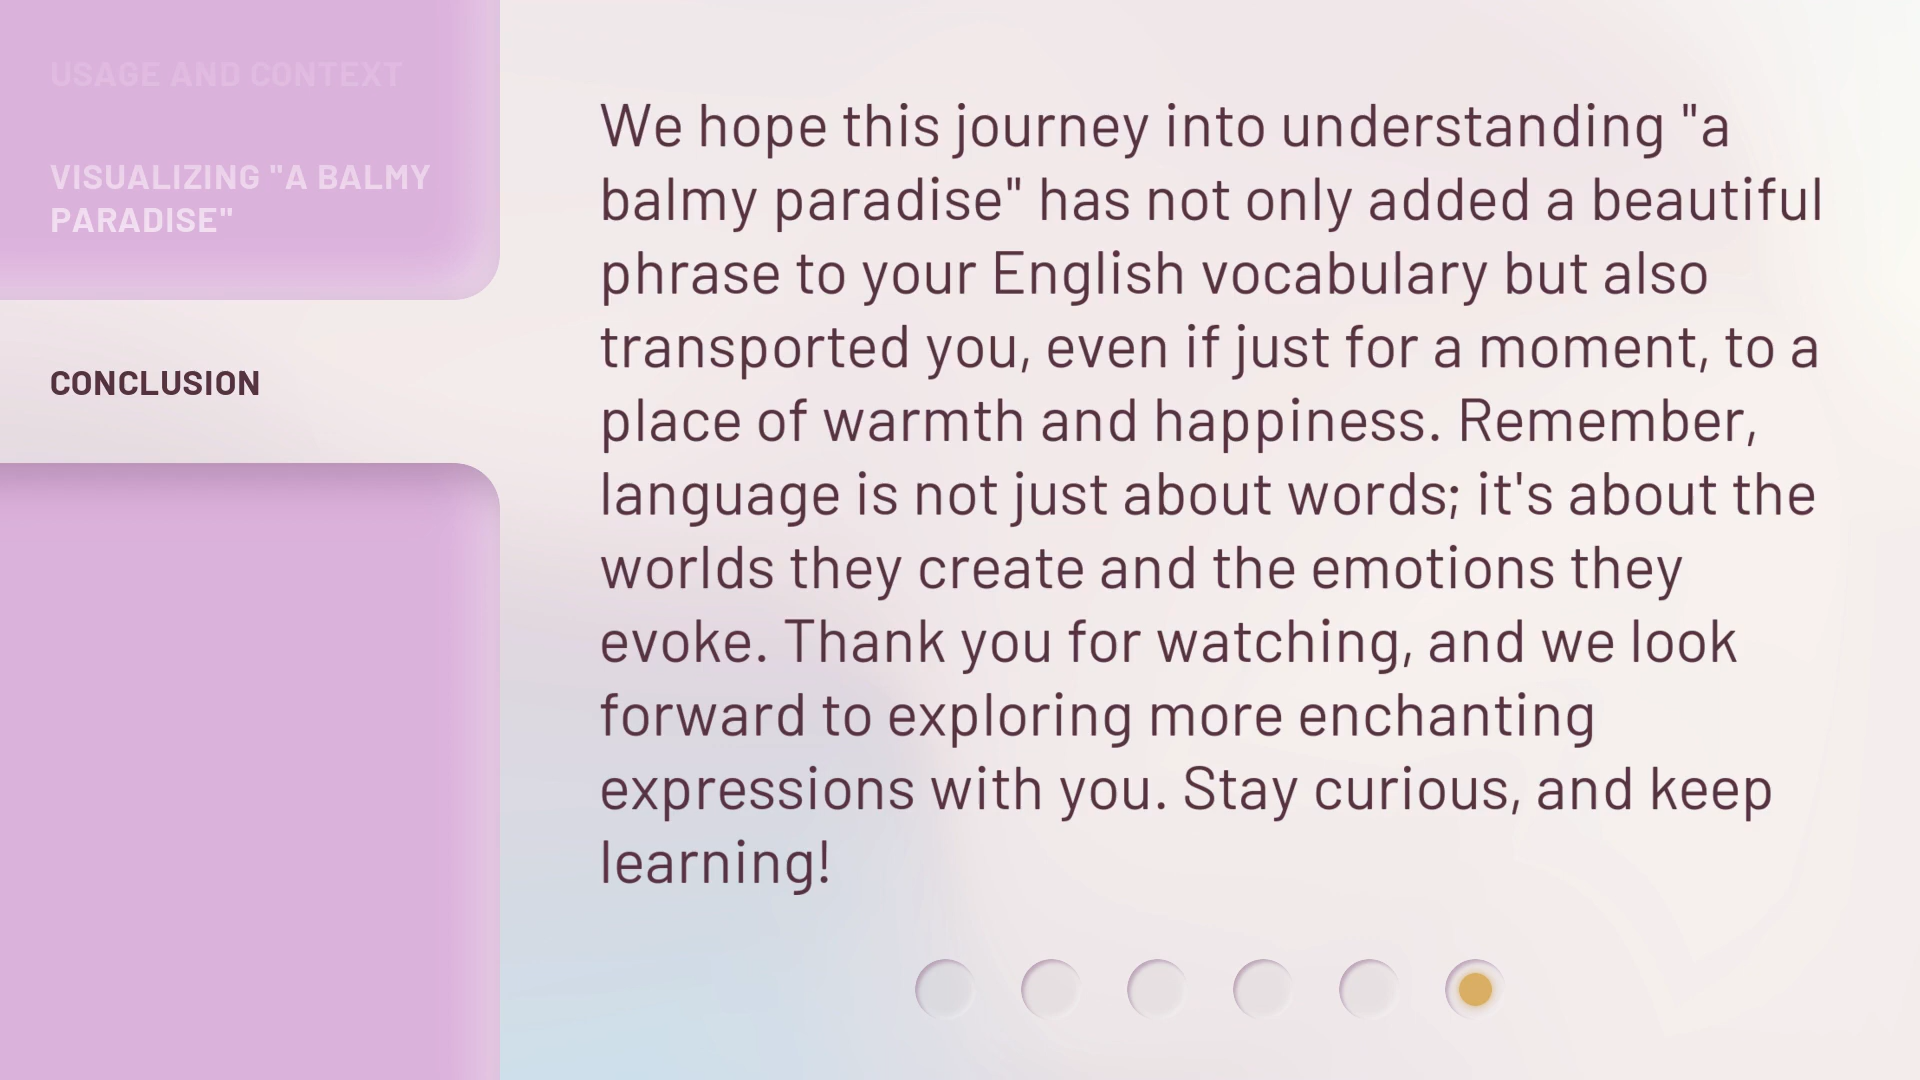 USAGE AND CONTEXT
VISUALIZING "A BALMY
PARADISE"
CONCLUSION
We hope this journey into understanding "a
balmy paradise" has not only added a beautiful
phrase to your English vocabulary but also
transported you, even if just for a moment, to a
place of warmth and happiness. Remember,
language is not just about words; it's about the
worlds they create and the emotions they
evoke. Thank you for watching, and we look
forward to exploring more enchanting
expressions with you. Stay curious, and keep
learning!